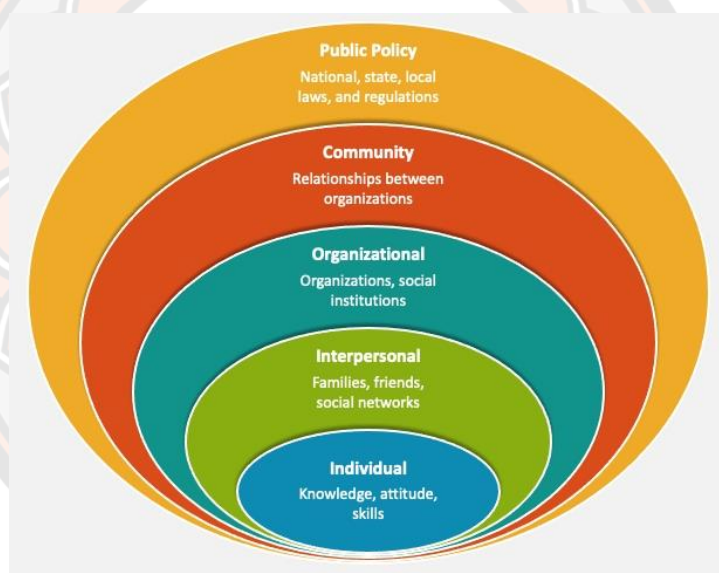 Public Policy
National, state, local
laws, and regulations
Community
Relationships between
organizations
Organizational
Organizations, social
institutions
Interpersonal
Families, friends,
social networks
Individual
Knowledge, attitude,
skills